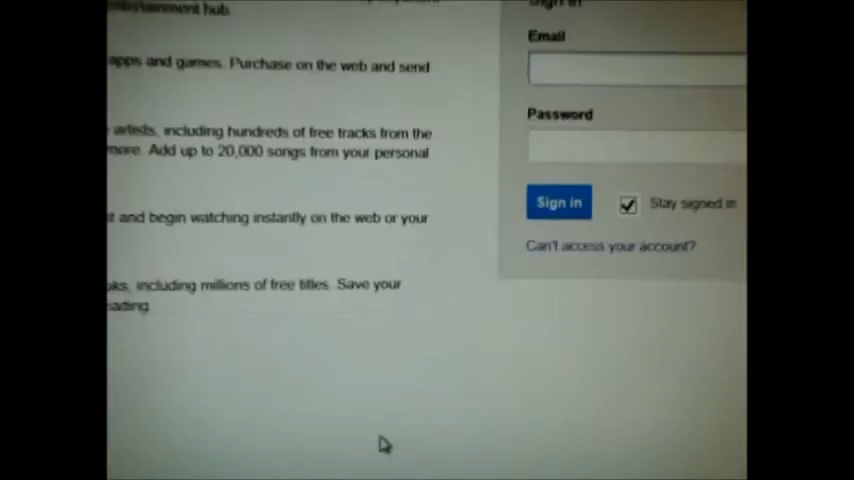 entertainment hub.
apps and games. Purchase on the web and send
artists, including hundreds of free tracks from the
more. Add up to 20,000 songs from your personal
and begin watching instantly on the web or your
including millions of free titles. Save your
Sign in
Email
Password
Sign in
Stay signed in
Can't access your account?